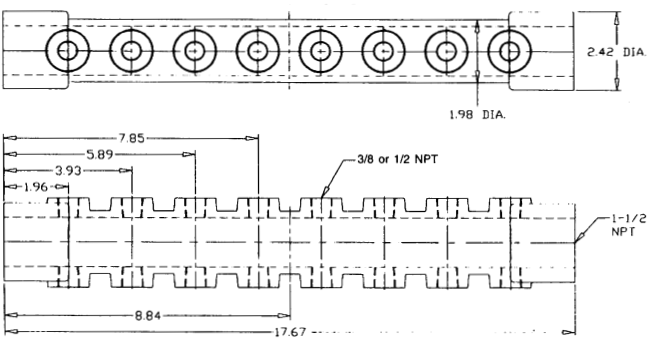 2.42 DIA.
1.98 DIA.
7.85
5.89
3.93
1.96
3/8 or 1/2 NPT
1-1/2
NPT
8.84
17.67